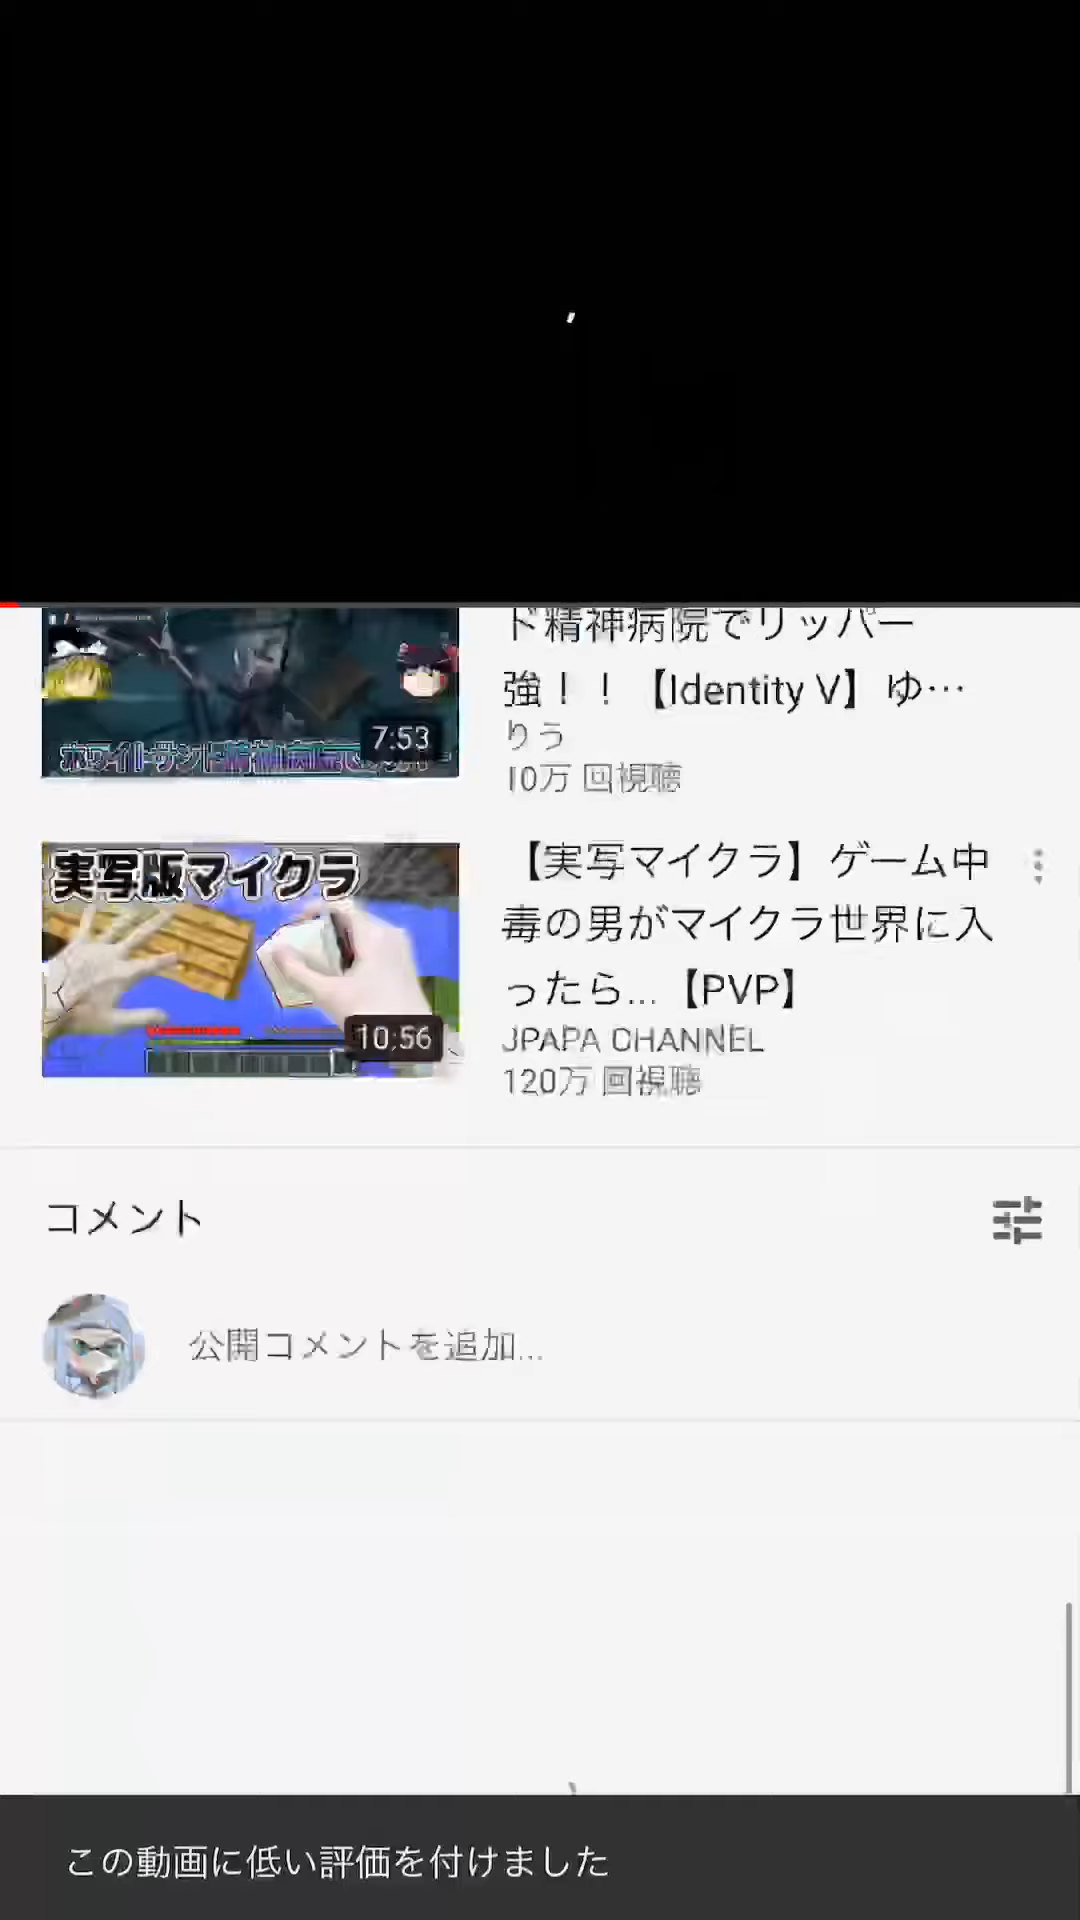 ド精神病院でリッパー
強！！【Identity V】ゆ…
7:53
りう
10万 回視聴
実写版マイクラ
【実写マイクラ】ゲーム中
毒の男がマイクラ世界に入
ったら...【PVP】
10:56
JPAPA CHANNEL
120万 回視聴
コメント
公開コメントを追加...
この動画に低い評価を付けました